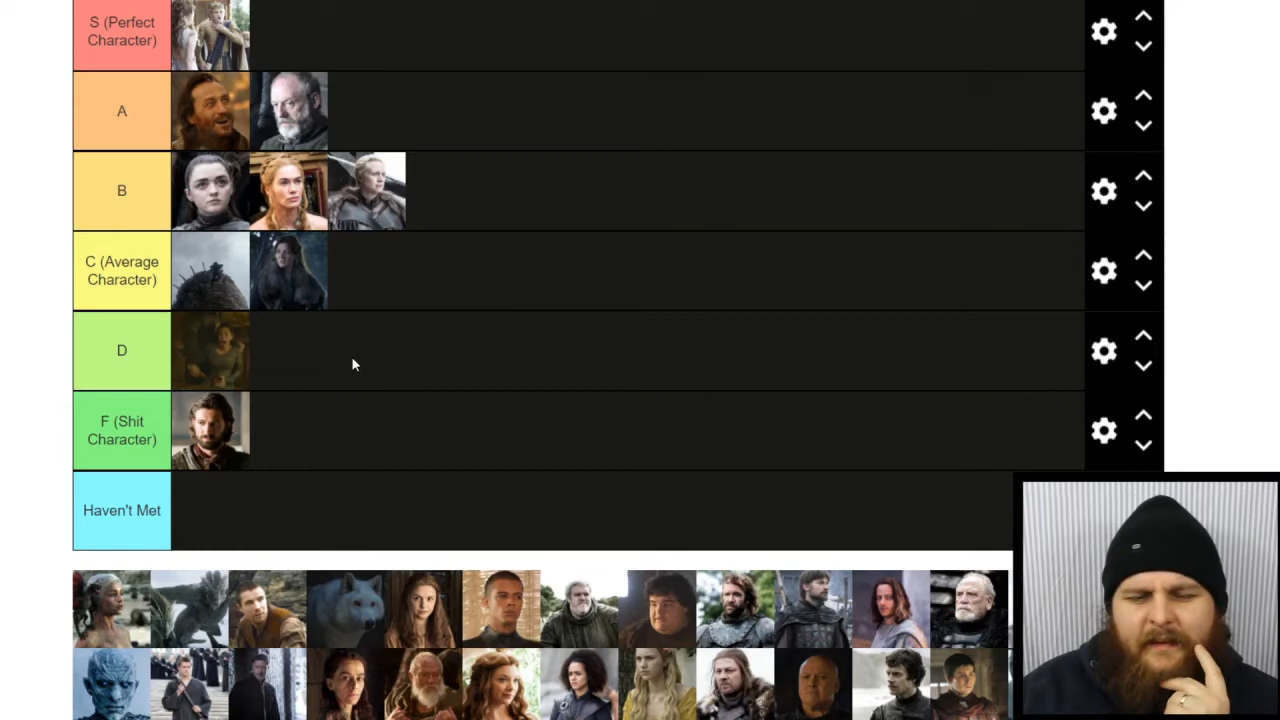 S (Perfect
Character)
A
B
C (Average
Character)
D
F (Shit
Character)
Haven't Met